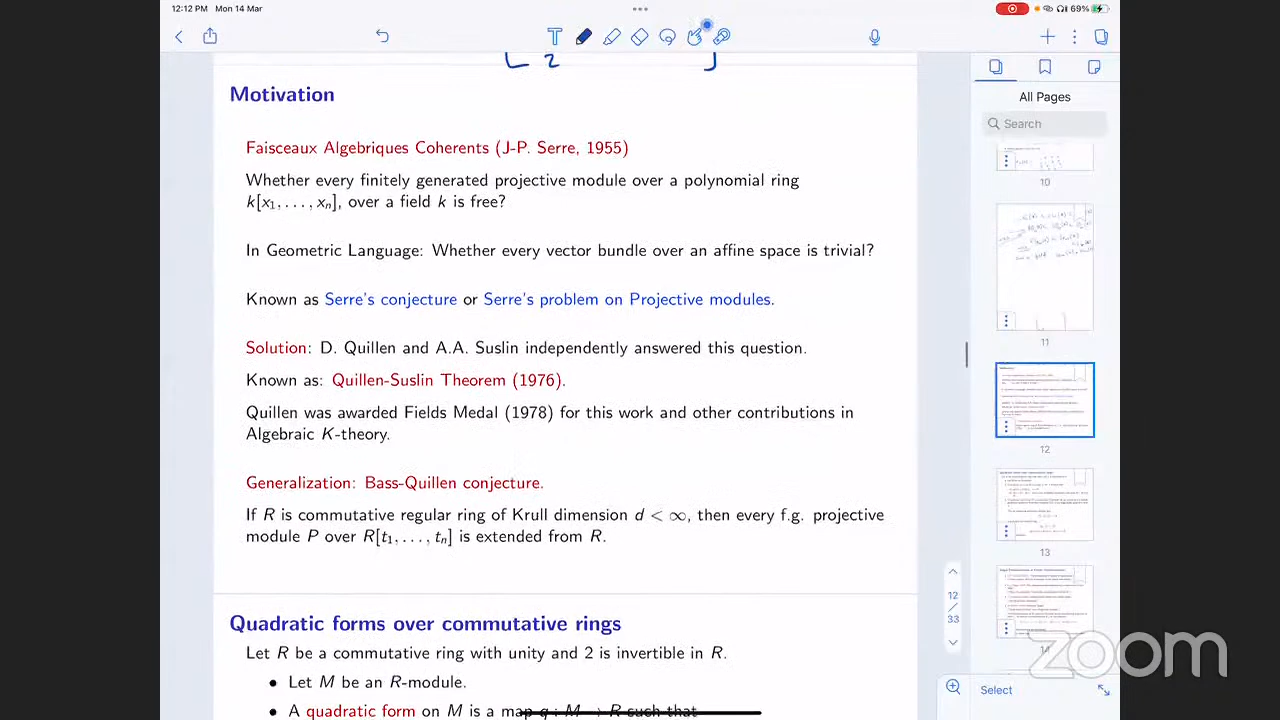 12:12 PM Mon 14 Mar
69%
2
Motivation
Faisceaux Algebriques Coherents (J-P. Serre, 1955)
Whether every finitely generated projective module over a polynomial ring
k[x1, . . . , xn], over a field k is free?
In Geometric Language: Whether every vector bundle over an affine space is trivial?
Known as Serre's conjecture or Serre's problem on Projective modules.
Solution: D. Quillen and A.A. Suslin independently answered this question.
Known Quillen-Suslin Theorem (1976).
Quillen was Fields Medal (1978) for this work and other contributions in
Algebraic K-theory.
Generalization: Bass-Quillen conjecture.
If R is a commutative regular ring of Krull dimension d < ∞, then every f.g. projective
module P over R[t1, . . . , tn] is extended from R.
Quadratic overcommutative rings
Let R be a commutative ring with unity and 2 is invertible in R.
• Let M be an R-module.
• A quadratic form on M is a map q : M → R such that
All Pages
Search
10
11
12
13
14
12
33
Select
zoom